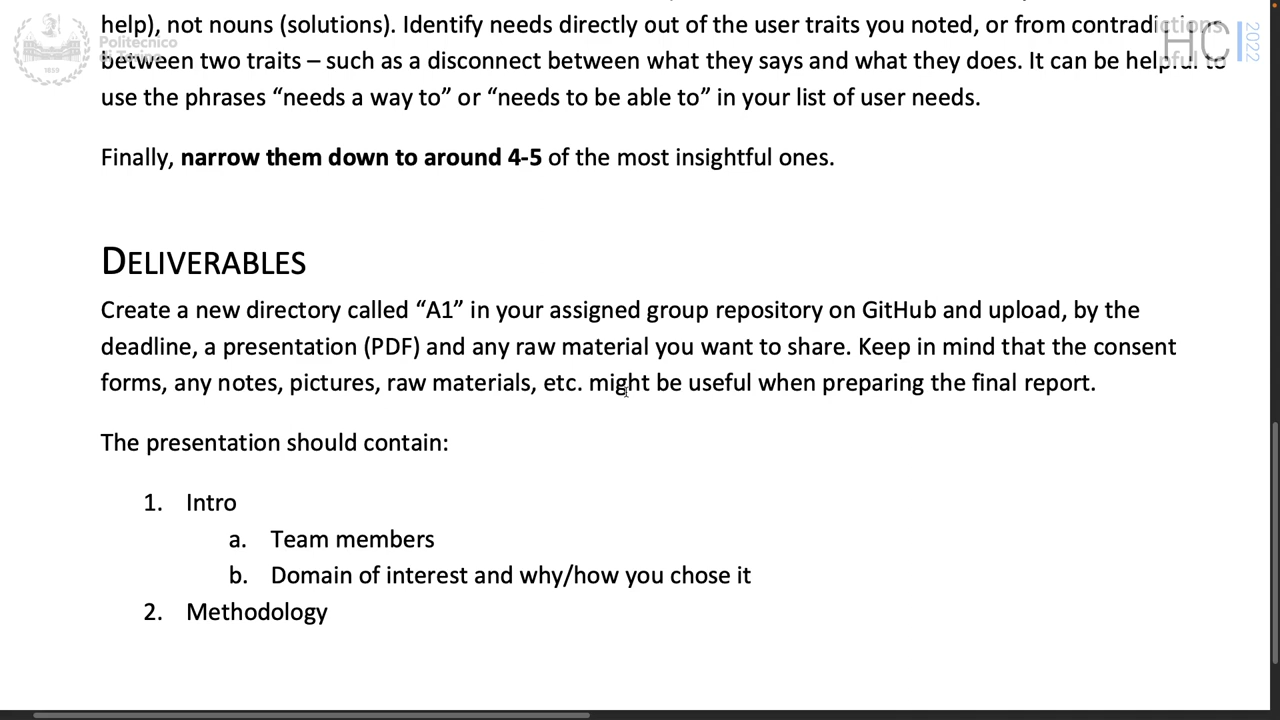 help), not nouns (solutions). Identify needs directly out of the user traits you noted, or from contradictions
between two traits – such as a disconnect between what they says and what they does. It can be helpful to
use the phrases “needs a way to” or “needs to be able to” in your list of user needs.
Finally, narrow them down to around 4-5 of the most insightful ones.
DELIVERABLES
Create a new directory called “A1” in your assigned group repository on GitHub and upload, by the
deadline, a presentation (PDF) and any raw material you want to share. Keep in mind that the consent
forms, any notes, pictures, raw materials, etc. might be useful when preparing the final report.
The presentation should contain:
1. Intro
a. Team members
b. Domain of interest and why/how you chose it
2. Methodology
Politecnico
di Torino
1859
HC
2022